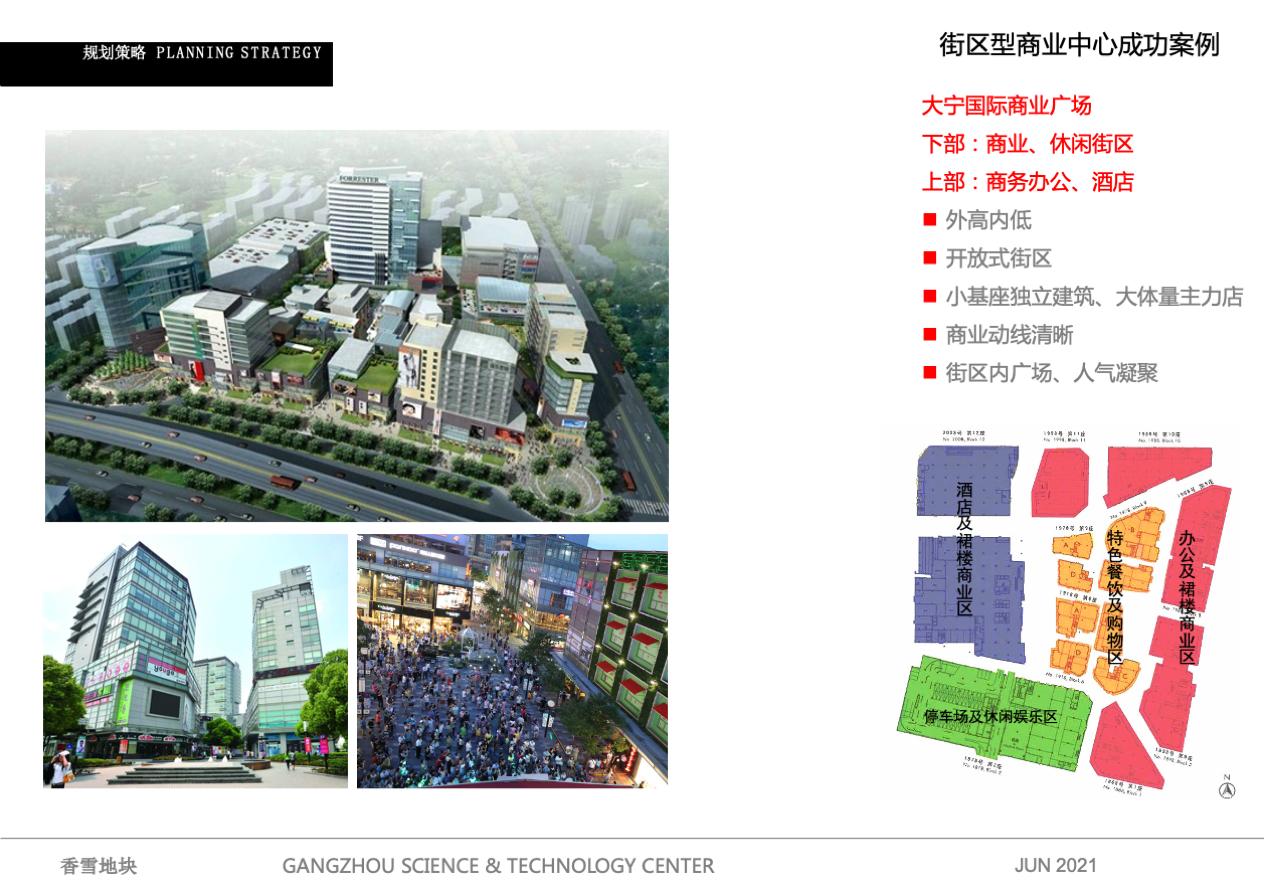 规划策略 PLANNING STRATEGY
街区型商业中心成功案例
大宁国际商业广场
下部：商业、休闲街区
上部：商务办公、酒店
外高内低
开放式街区
小基座独立建筑、大体量主力店
商业动线清晰
街区内广场、人气凝聚
FORRESTER
酒店及裙楼商业区
特色餐饮及购物区
办公及裙楼商业区
停车场及休闲娱乐区
N
香雪地块
GANGZHOU SCIENCE & TECHNOLOGY CENTER
JUN 2021